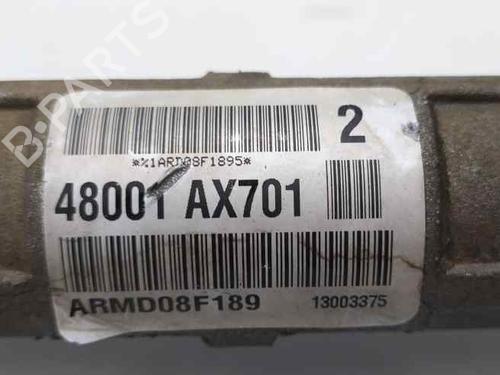 2
*%1ARD08F1895*
48001 AX701
ARMD08F189 13003375
B-PARTS